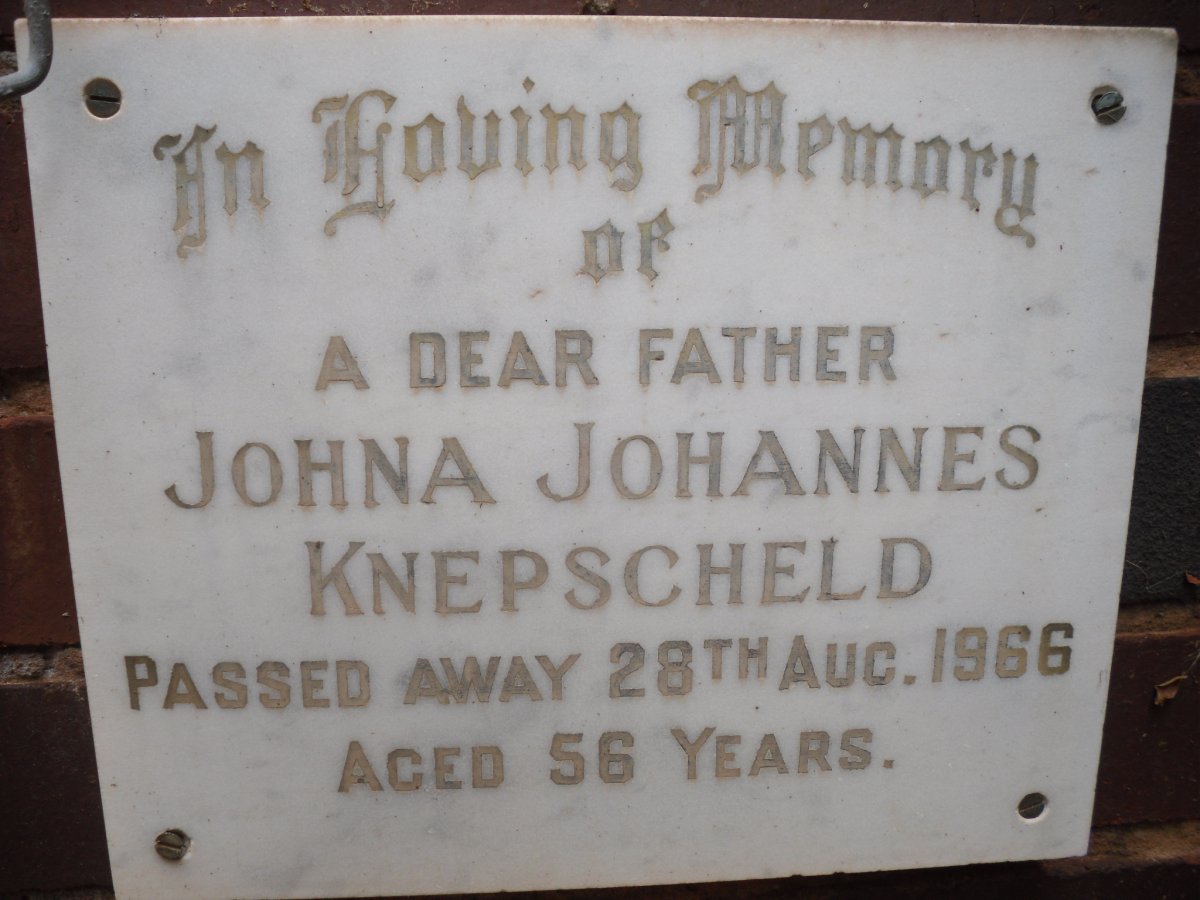 In Loving Memory
of
A DEAR FATHER
JOHNA JOHANNES
KNEPSCHELD
PASSED AWAY 28TH AUG. 1966
AGED 56 YEARS.